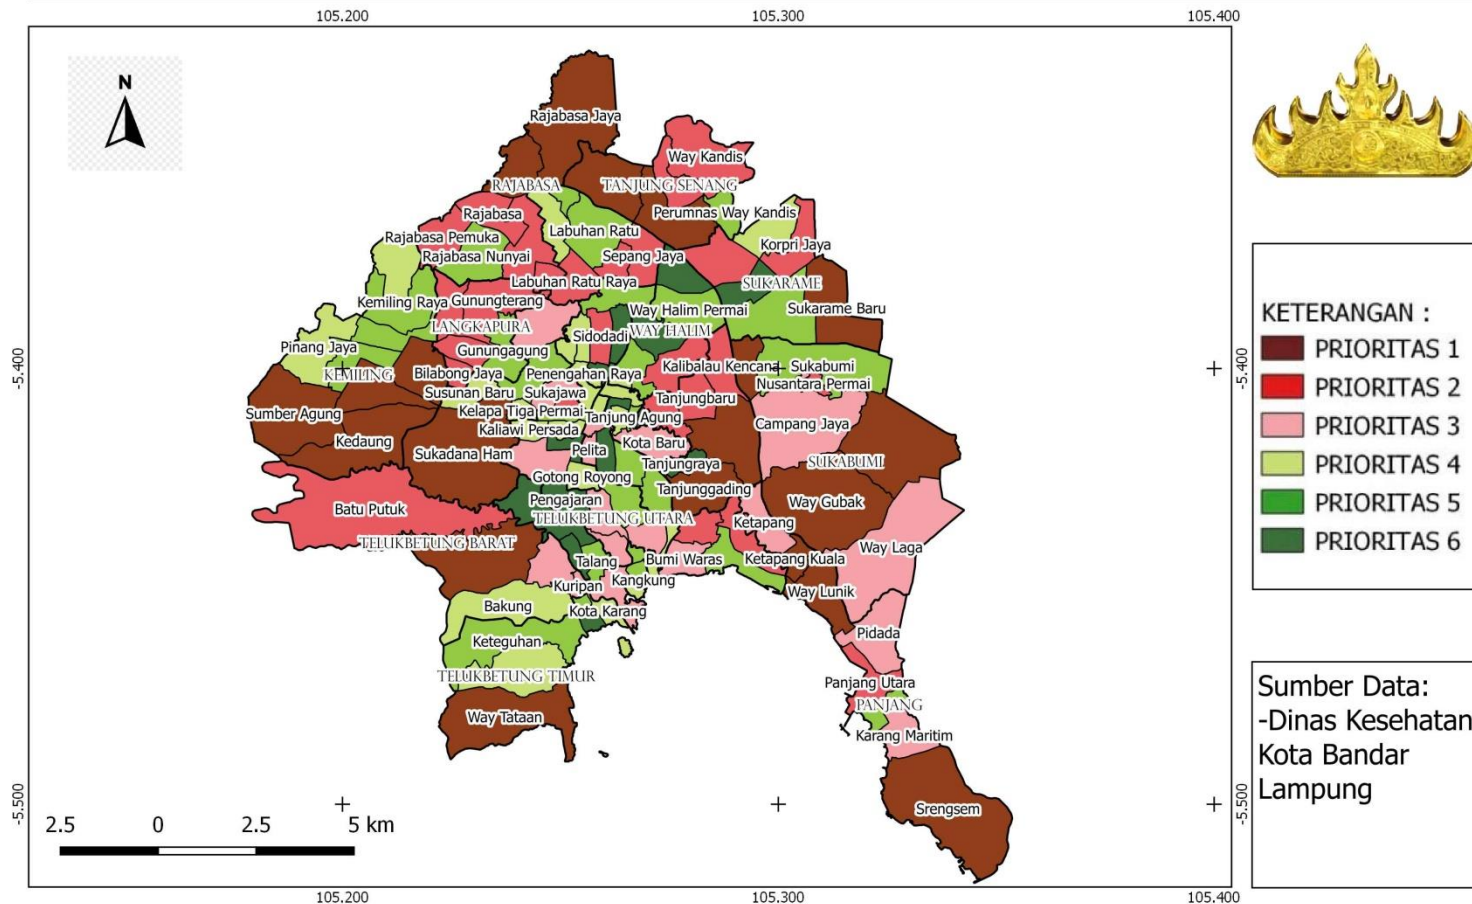 105.200
105.300
105.400
N
Rajabasa Jaya
Way Kandis
RAJABASA
TANJUNG SENANG
Rajabasa
Perumnas Way Kandis
Rajabasa Pemuka
Labuhan Ratu
Korpri Jaya
Rajabasa Nunyai
Sepang Jaya
Labuhan Ratu Raya
SUKARAME
Kemiling Raya
Gunungterang
Way Halim Permai
Sukarame Baru
LANGKAPURA
Sidodadi
WAY HALIM
Pinang Jaya
Gunungagung
KEMILING
Bilabong Jaya
Penengahan Raya
Kalibalau Kencana
Sukabumi
Nusantara Permai
Susunan Baru
Sukajawa
Tanjungbaru
Sumber Agung
Kelapa Tiga Permai
Tanjung Agung
Campang Jaya
Kaliawi Persada
Kedaung
Sukadana Ham
Pelita
Kota Baru
Tanjungraya
SUKABUMI
Gotong Royong
Tanjunggading
Batu Putuk
Pengajaran
Way Gubak
TELUKBETUNG UTARA
Ketapang
TELUKBETUNG BARAT
Way Laga
Talang
Bumi Waras
Ketapang Kuala
Kuripan
Kangkung
Way Lunik
Bakung
Kota Karang
Pidada
Keteguhan
TELUKBETUNG TIMUR
Panjang Utara
PANJANG
Way Tataan
Karang Maritim
Srengsem
-5.400
-5.500
-5.400
-5.500
2.5 0 2.5 5 km
105.200
105.300
105.400
KETERANGAN :
PRIORITAS 1
PRIORITAS 2
PRIORITAS 3
PRIORITAS 4
PRIORITAS 5
PRIORITAS 6
Sumber Data:
-Dinas Kesehatan
Kota Bandar
Lampung